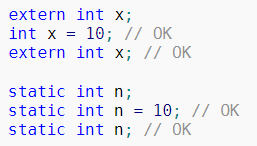 extern int x;
int x = 10; // OK
extern int x; // OK
static int n;
static int n = 10; // OK
static int n; // OK